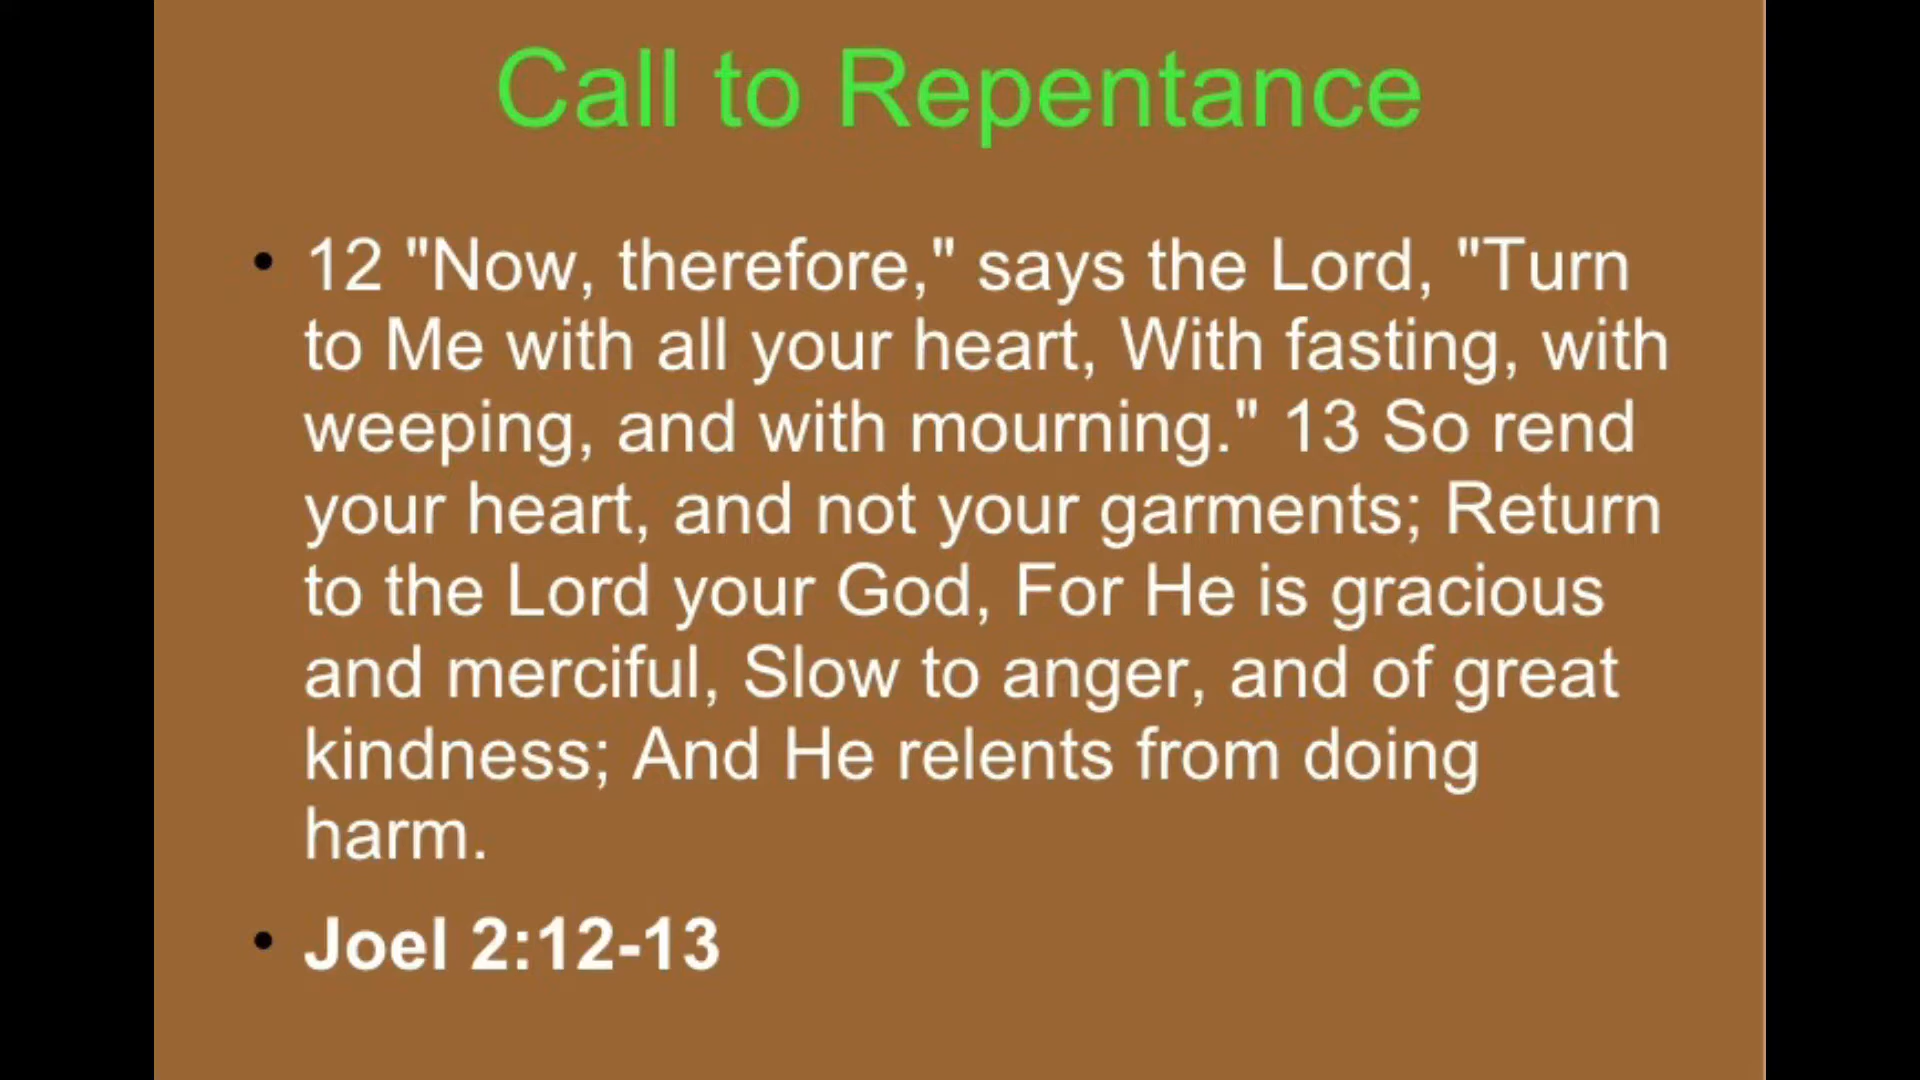 Call to Repentance
• 12 "Now, therefore," says the Lord, "Turn
to Me with all your heart, With fasting, with
weeping, and with mourning." 13 So rend
your heart, and not your garments; Return
to the Lord your God, For He is gracious
and merciful, Slow to anger, and of great
kindness; And He relents from doing
harm.
• Joel 2:12-13